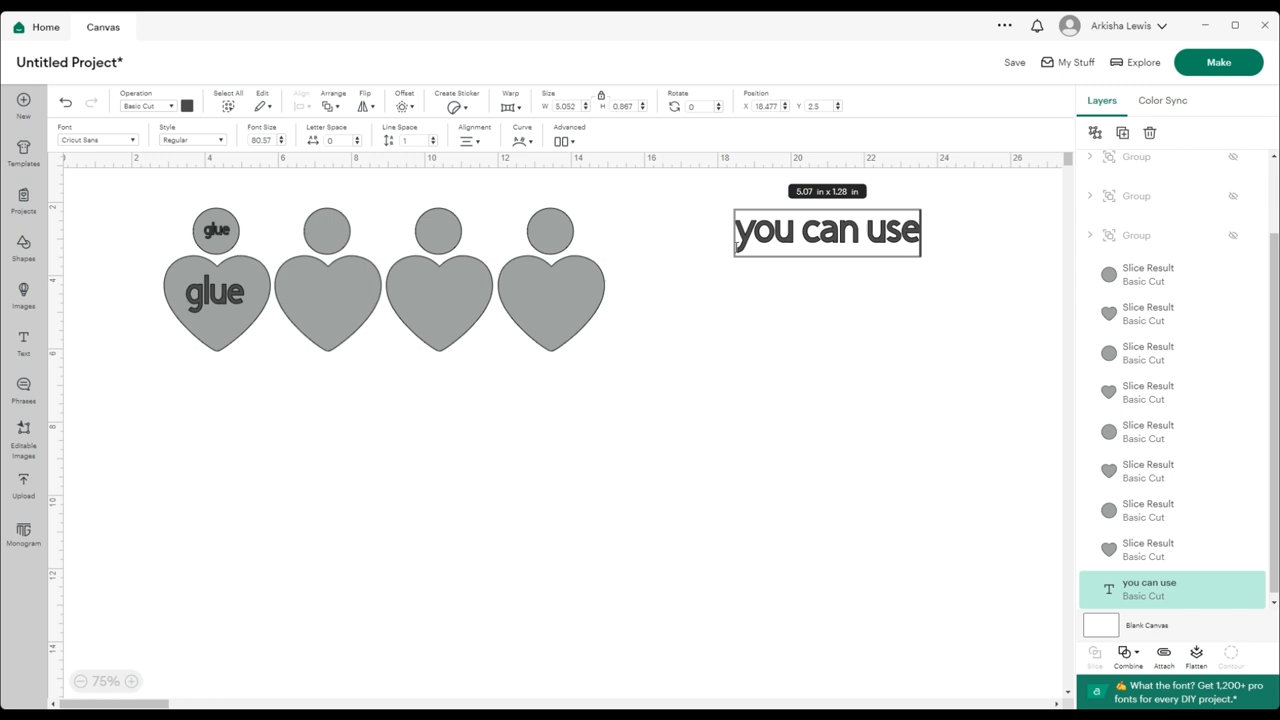 Home
Canvas
Arkisha Lewis
Untitled Project*
Save
My Stuff
Explore
Make
Operation
Select All
Edit
Align
Arrange
Flip
Offset
Create Sticker
Warp
Size
Rotate
Position
Basic Cut
W 5.052
H 0.867
0
X 18.477
Y 2.5
Font
Style
Font Size
Letter Space
Line Space
Alignment
Curve
Advanced
Cricut Sans
Regular
80.57
0
1
New
Templates
Projects
Shapes
Images
Text
Phrases
Editable
Images
Upload
Monogram
2 4 6 8 10 12 14 16 18 20 22 24 26
2
4
6
8
10
12
14
5.07 in x 1.28 in
you can use
glue
glue
75%
Layers
Color Sync
Group
Group
Group
Slice Result
Basic Cut
Slice Result
Basic Cut
Slice Result
Basic Cut
Slice Result
Basic Cut
Slice Result
Basic Cut
Slice Result
Basic Cut
Slice Result
Basic Cut
Slice Result
Basic Cut
you can use
Basic Cut
Blank Canvas
Slice
Combine
Attach
Flatten
Contour
a
What the font? Get 1,200+ pro
fonts for every DIY project.*